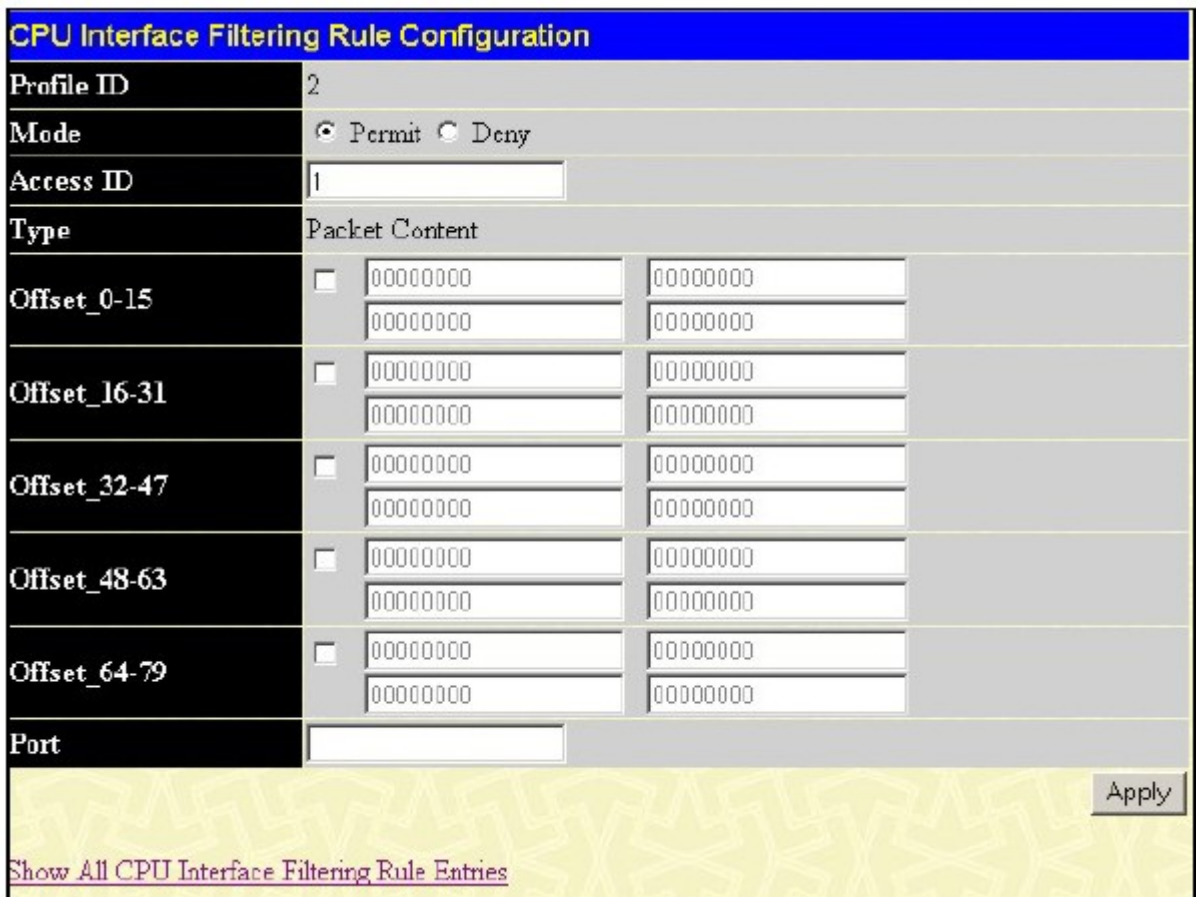 CPU Interface Filtering Rule Configuration
Profile ID 2
Mode Permit Deny
Access ID 1
Type Packet Content
Offset_0-15 00000000 00000000
00000000 00000000
Offset_16-31 00000000 00000000
00000000 00000000
Offset_32-47 00000000 00000000
00000000 00000000
Offset_48-63 00000000 00000000
00000000 00000000
Offset_64-79 00000000 00000000
00000000 00000000
Port
Apply
Show All CPU Interface Filtering Rule Entries